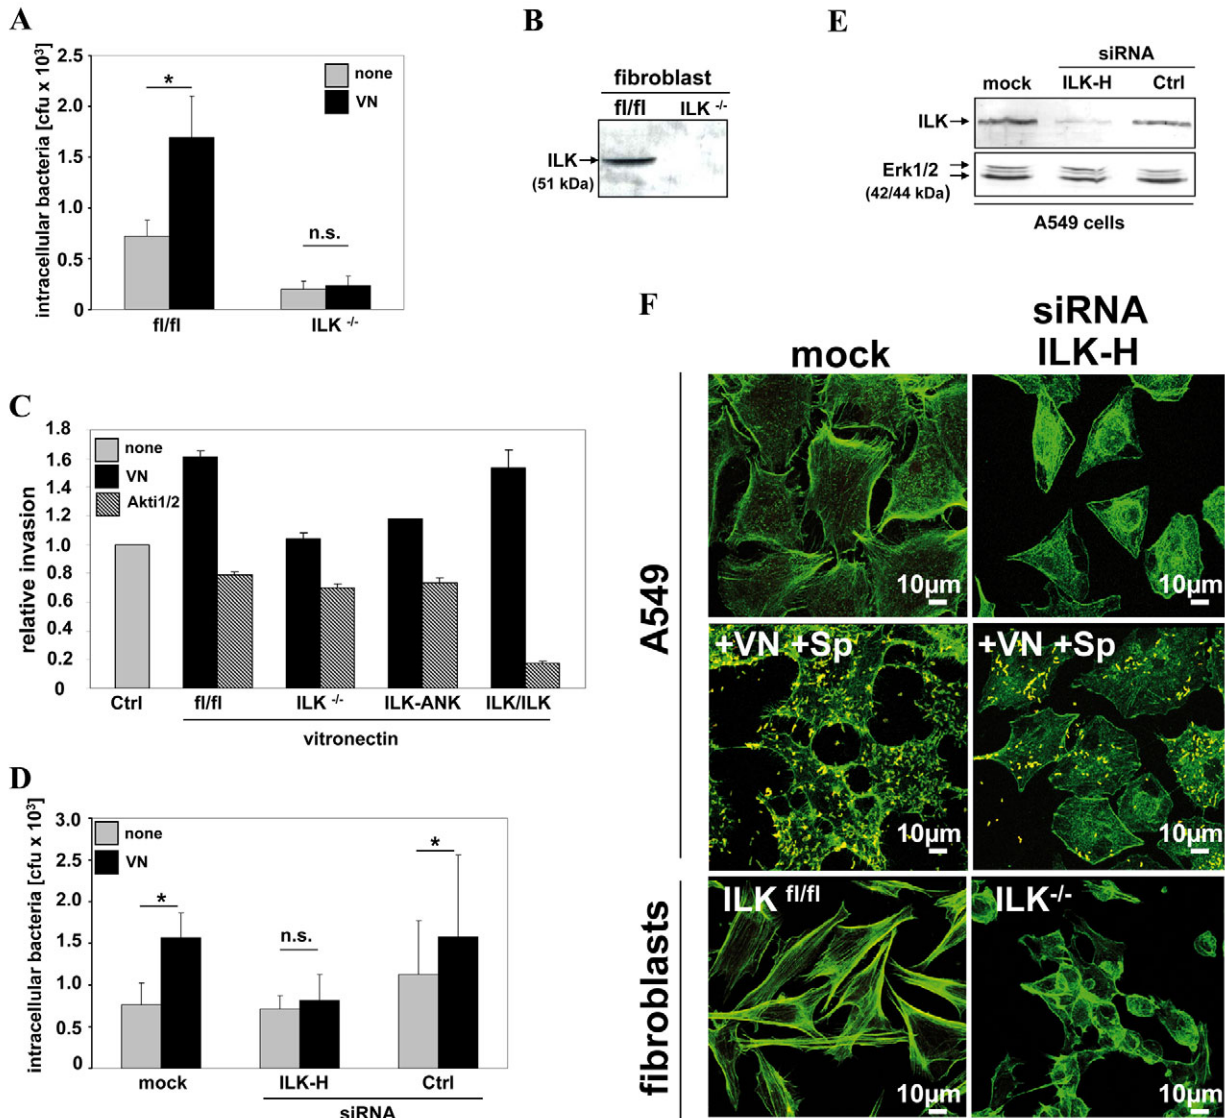 A
intracellular bacteria [cfu x 10³]
2.5
2.0
1.5
1.0
0.5
0
none
VN
*
n.s.
fl/fl
ILK -/-
B
fibroblast
fl/fl
ILK -/-
ILK
(51 kDa)
C
relative invasion
1.6
1.4
1.2
1.0
0.8
0.6
0.4
0.2
0
none
VN
Akti1/2
Ctrl
fl/fl
ILK -/-
ILK-ANK
ILK/ILK
vitronectin
D
intracellular bacteria [cfu x 10³]
3.0
2.5
2.0
1.5
1.0
0.5
0
none
VN
*
n.s.
*
mock
ILK-H
Ctrl
siRNA
E
siRNA
mock
ILK-H
Ctrl
ILK
Erk1/2
(42/44 kDa)
A549 cells
F
mock
siRNA
ILK-H
A549
10µm
10µm
+VN +Sp
10µm
+VN +Sp
10µm
fibroblasts
ILK fl/fl
10µm
ILK-/-
10µm